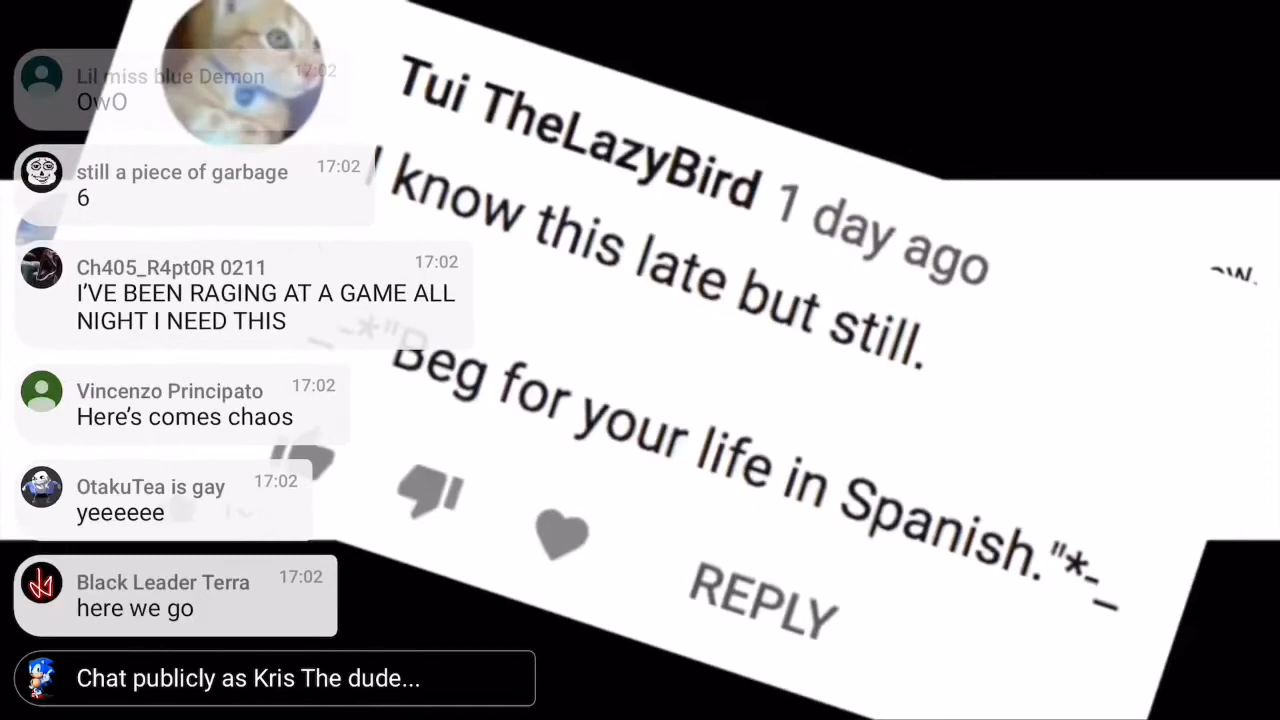 Lil miss blue Demon 17:02
OwO
still a piece of garbage 17:02
6
Ch405_R4pt0R 0211 17:02
I'VE BEEN RAGING AT A GAME ALL
NIGHT I NEED THIS
Vincenzo Principato 17:02
Here's comes chaos
OtakuTea is gay 17:02
yeeeeee
Black Leader Terra 17:02
here we go
Chat publicly as Kris The dude...
Tui TheLazyBird 1 day ago
I know this late but still.
_-*"Beg for your life in Spanish."*-_
REPLY